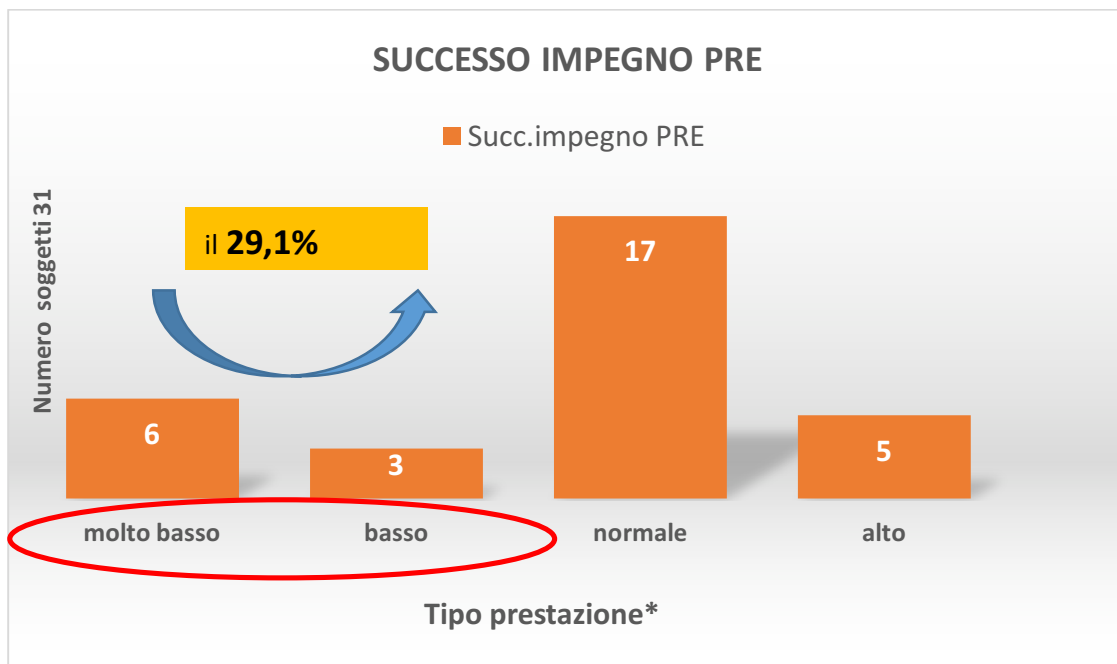 SUCCESSO IMPEGNO PRE
Succ.impegno PRE
Numero soggetti 31
il 29,1%
6
3
17
5
molto basso
basso
normale
alto
Tipo prestazione*